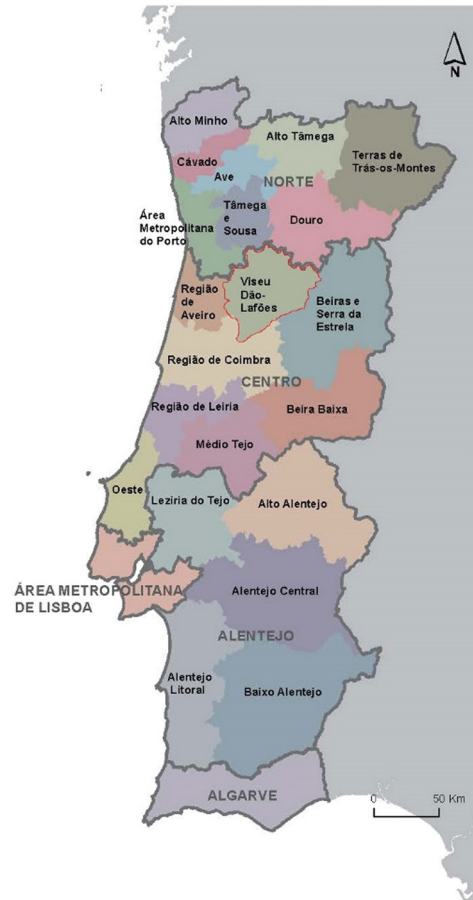 N
Alto Minho
Alto Tâmega
Terras de
Trás-os-Montes
Cávado
Ave
NORTE
Tâmega
e
Sousa
Douro
Área
Metropolitana
do Porto
Região
de
Aveiro
Viseu
Dão-
Lafões
Beiras e
Serra da
Estrela
Região de Coimbra
CENTRO
Região de Leiria
Beira Baixa
Médio Tejo
Oeste
Lezíria do Tejo
Alto Alentejo
ÁREA METROPOLITANA
DE LISBOA
Alentejo Central
ALENTEJO
Alentejo
Litoral
Baixo Alentejo
ALGARVE
0 50 Km